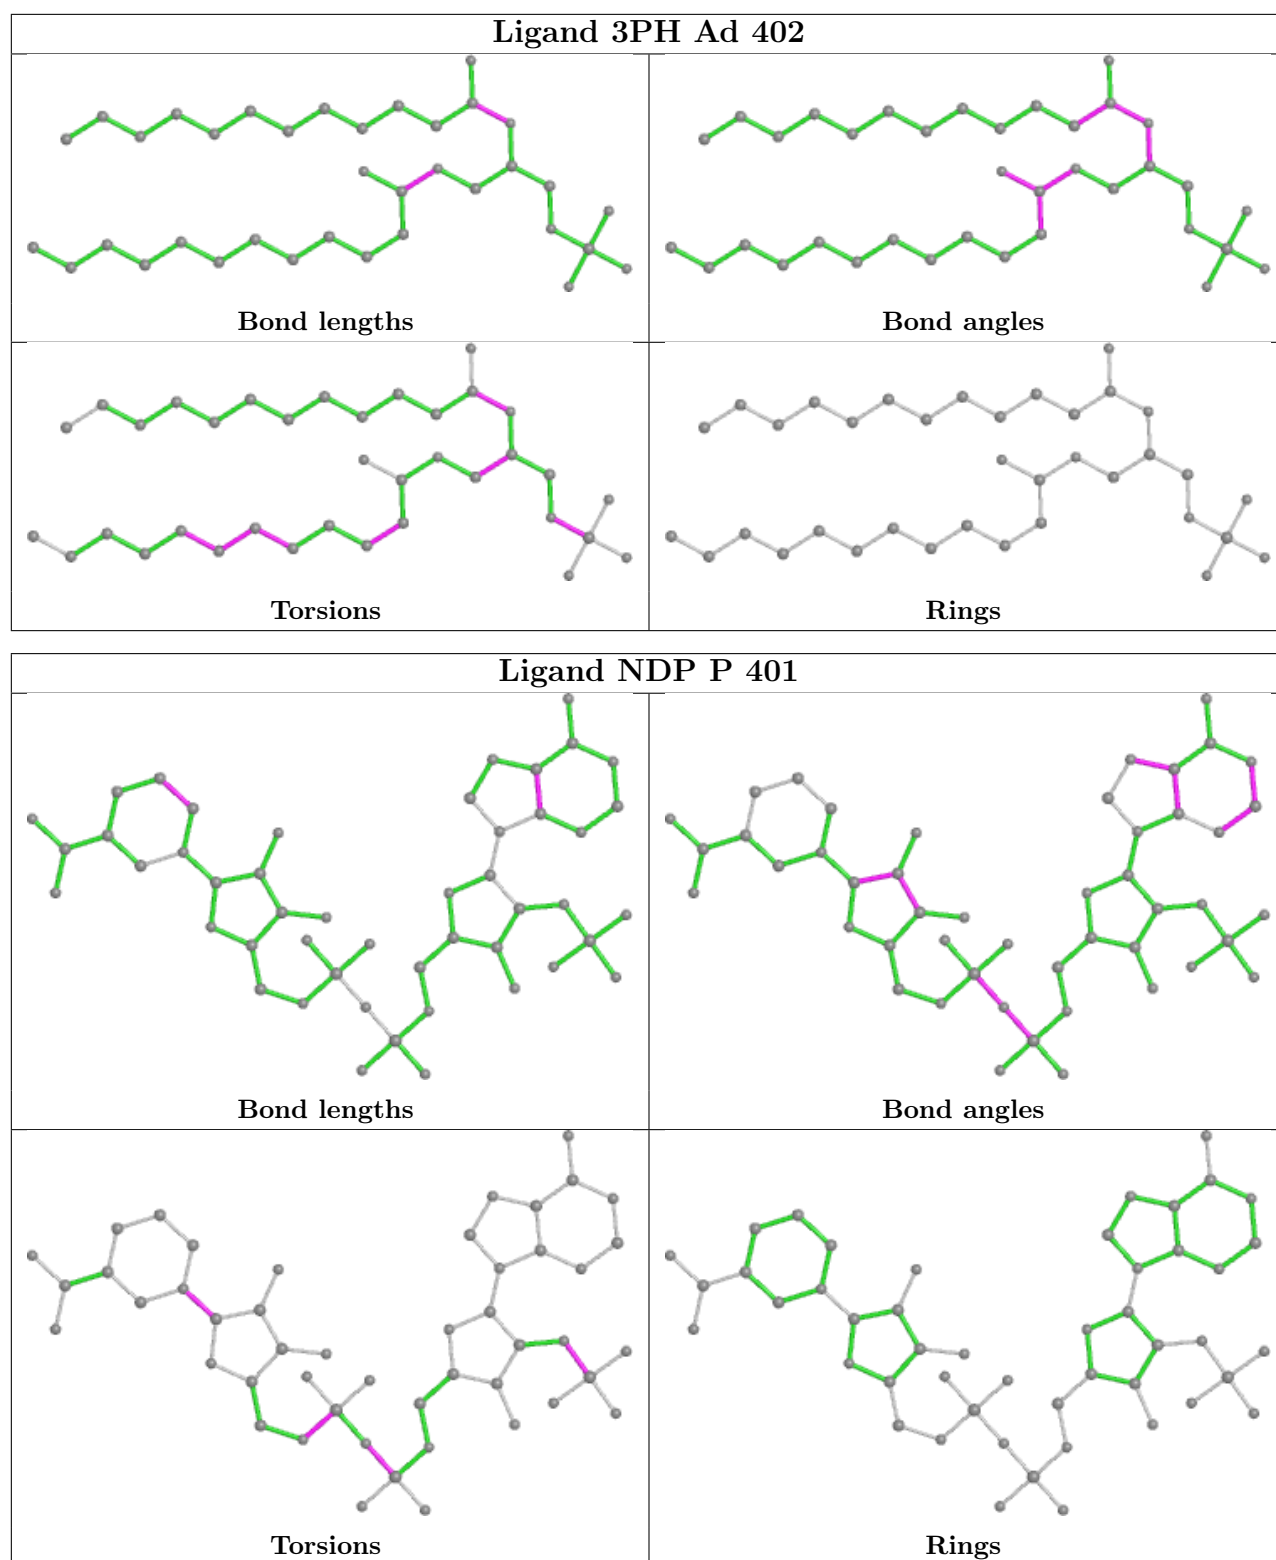 Ligand 3PH Ad 402
Bond lengths
Bond angles
Torsions
Rings
Ligand NDP P 401
Bond lengths
Bond angles
Torsions
Rings